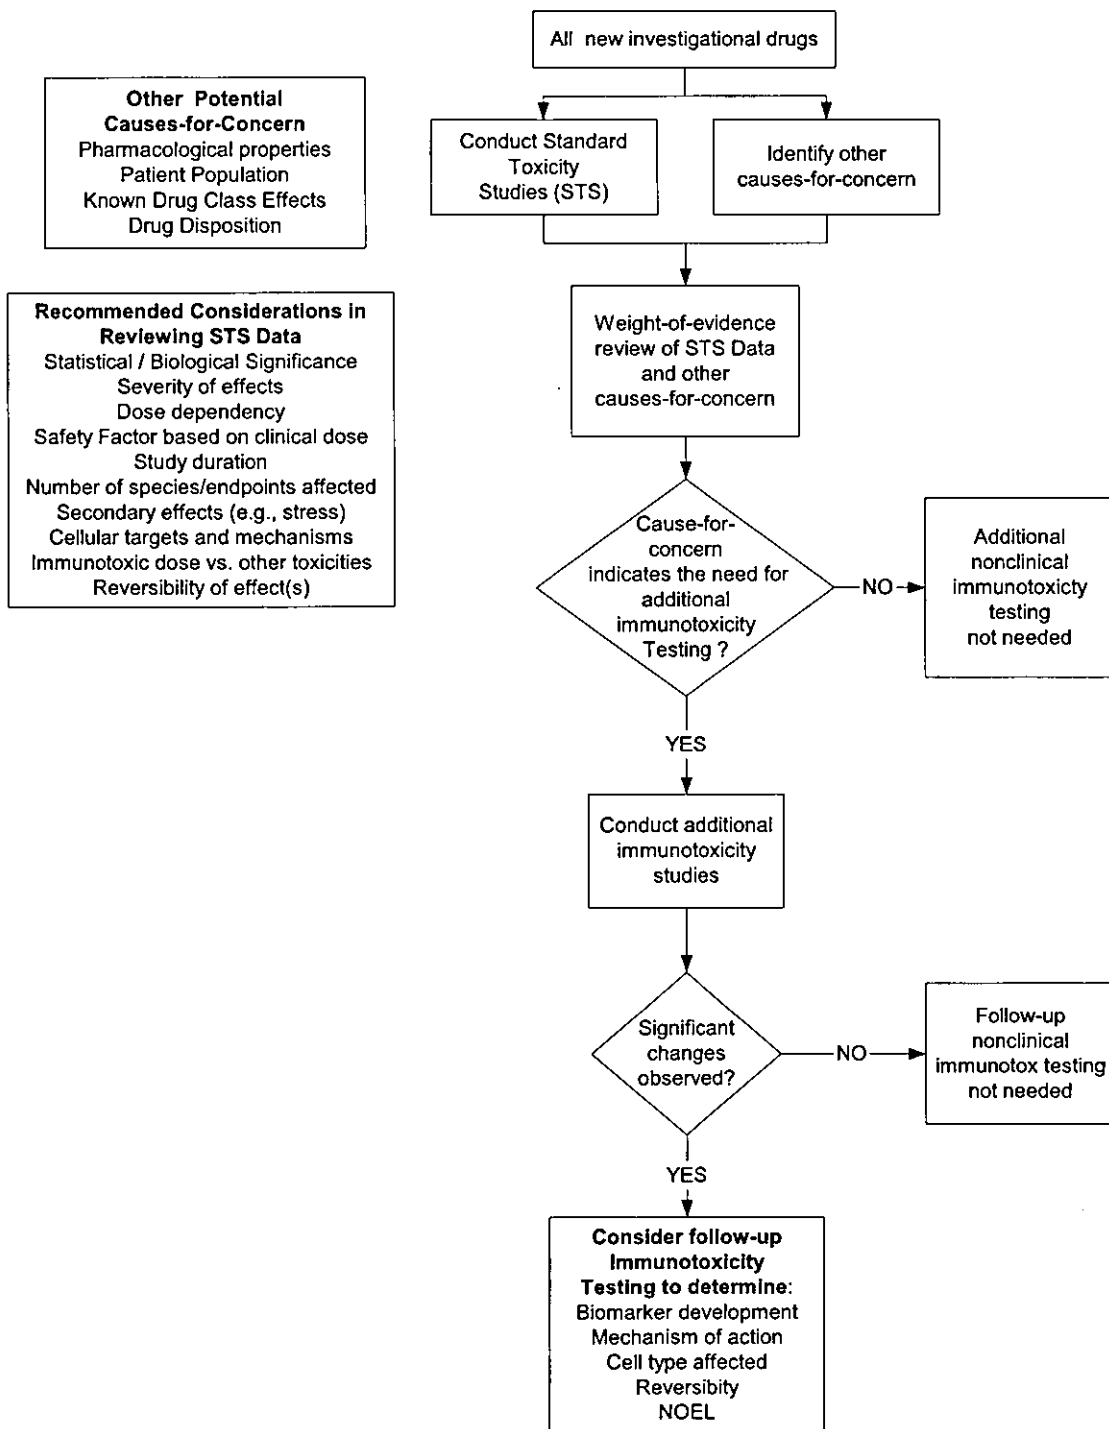 All new investigational drugs
Other Potential
Causes-for-Concern
Pharmacological properties
Patient Population
Known Drug Class Effects
Drug Disposition
Conduct Standard
Toxicity
Studies (STS)
Identify other
causes-for-concern
Recommended Considerations in
Reviewing STS Data
Statistical / Biological Significance
Severity of effects
Dose dependency
Safety Factor based on clinical dose
Study duration
Number of species/endpoints affected
Secondary effects (e.g., stress)
Cellular targets and mechanisms
Immunotoxic dose vs. other toxicities
Reversibility of effect(s)
Weight-of-evidence
review of STS Data
and other
causes-for-concern
Cause-for-
concern
indicates the need for
additional
immunotoxicity
Testing ?
NO
Additional
nonclinical
immunotoxicty
testing
not needed
YES
Conduct additional
immunotoxicity
studies
Significant
changes
observed?
NO
Follow-up
nonclinical
immunotox testing
not needed
YES
Consider follow-up
Immunotoxicity
Testing to determine:
Biomarker development
Mechanism of action
Cell type affected
Reversibity
NOEL